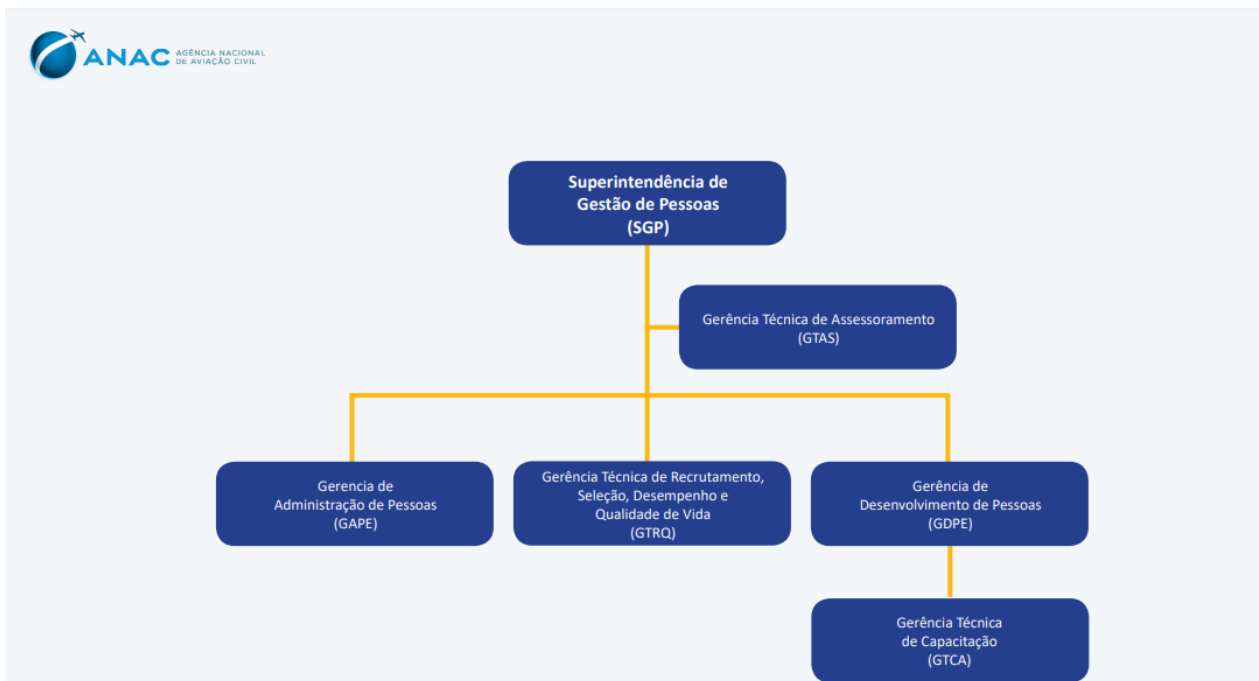 ANAC
AGÊNCIA NACIONAL
DE AVIAÇÃO CIVIL
Superintendência de
Gestão de Pessoas
(SGP)
Gerência Técnica de Assessoramento
(GTAS)
Gerencia de
Administração de Pessoas
(GAPE)
Gerência Técnica de Recrutamento,
Seleção, Desempenho e
Qualidade de Vida
(GTRQ)
Gerência de
Desenvolvimento de Pessoas
(GDPE)
Gerência Técnica
de Capacitação
(GTCA)